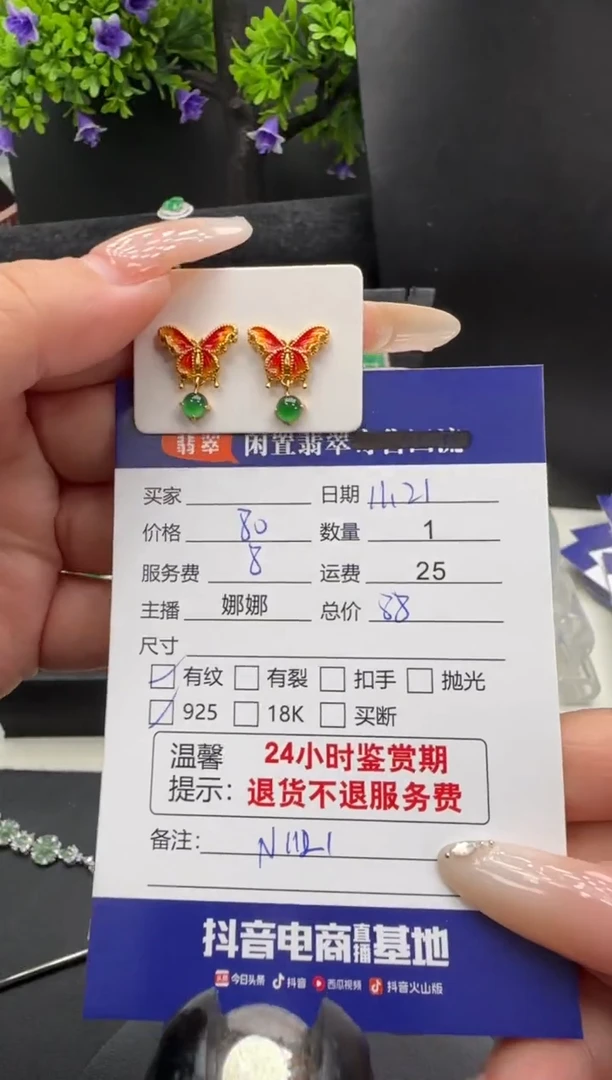 翡翠 闲置翡翠
买家 日期 11.21
价格 80 数量 1
服务费 8 运费 25
主播 娜娜 总价 88
尺寸
有纹 有裂 扣手 抛光
925 18K 买断
温馨提示： 24小时鉴赏期
退货不退服务费
备注: N1121
抖音电商直播基地
头条 今日头条 抖音 西瓜视频 抖音火山版